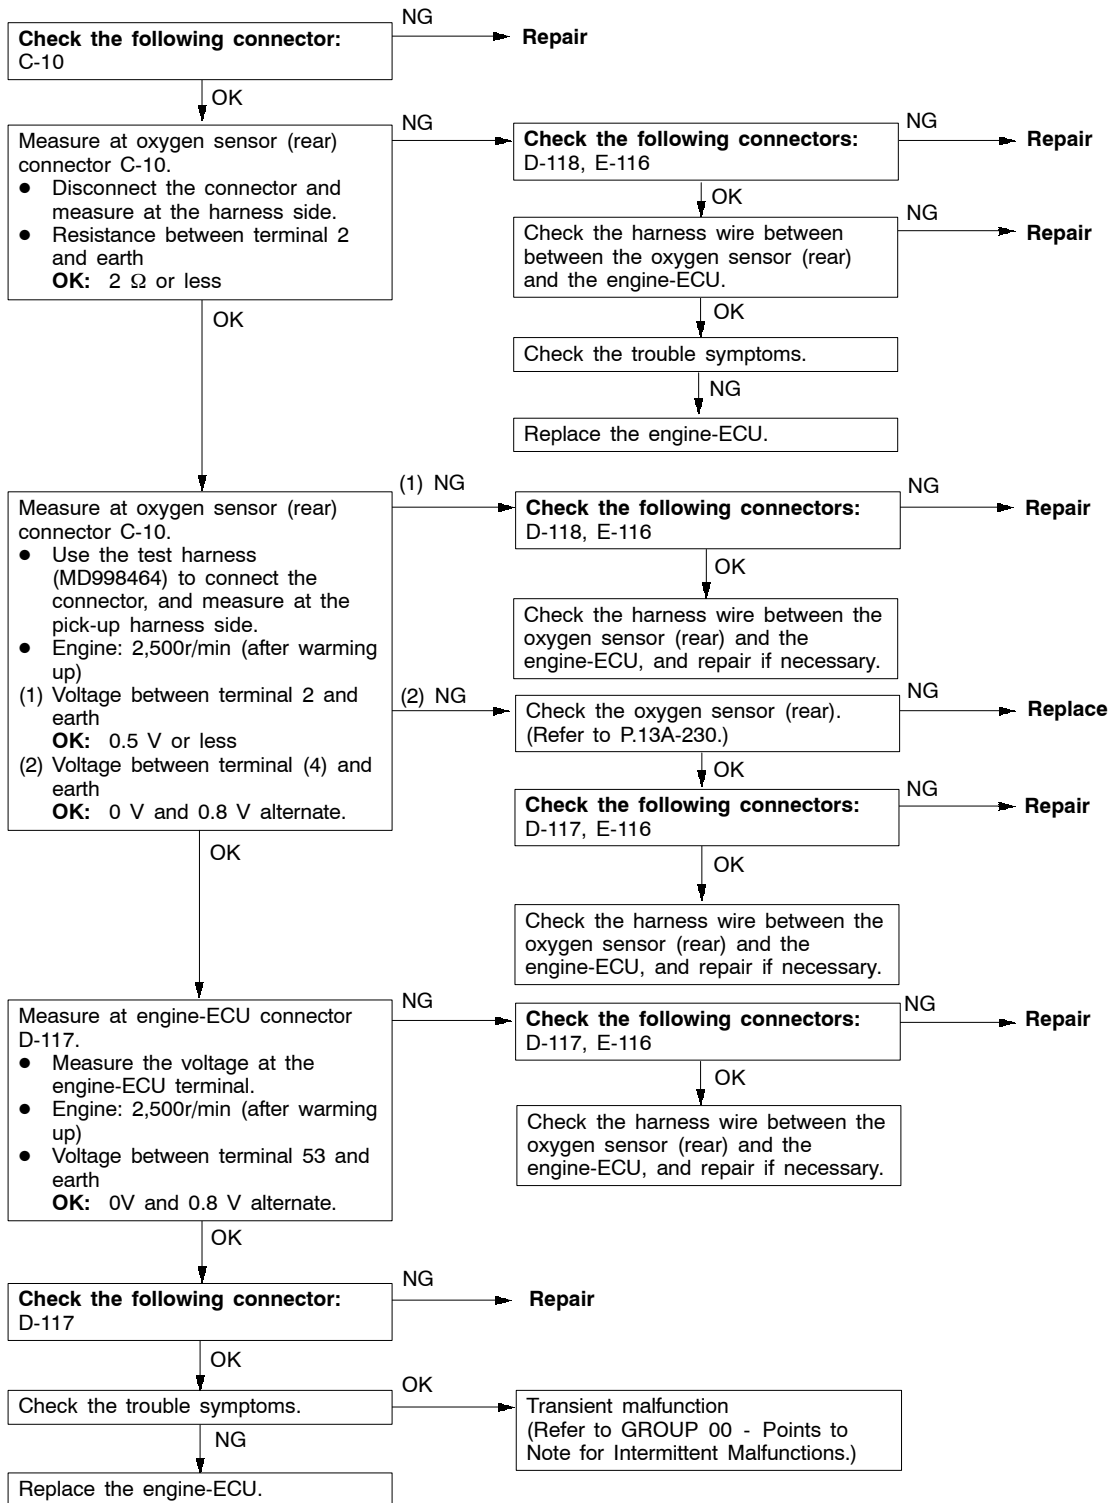 NG
Check the following connector:
C-10
Repair
OK
Measure at oxygen sensor (rear)
connector C-10.
● Disconnect the connector and
measure at the harness side.
● Resistance between terminal 2
and earth
OK: 2 Ω or less
NG
Check the following connectors:
D-118, E-116
NG
Repair
OK
Check the harness wire between
between the oxygen sensor (rear)
and the engine-ECU.
NG
Repair
OK
Check the trouble symptoms.
NG
Replace the engine-ECU.
OK
Measure at oxygen sensor (rear)
connector C-10.
● Use the test harness
(MD998464) to connect the
connector, and measure at the
pick-up harness side.
● Engine: 2,500r/min (after warming
up)
(1) Voltage between terminal 2 and
earth
OK: 0.5 V or less
(2) Voltage between terminal (4) and
earth
OK: 0 V and 0.8 V alternate.
(1) NG
Check the following connectors:
D-118, E-116
NG
Repair
OK
Check the harness wire between the
oxygen sensor (rear) and the
engine-ECU, and repair if necessary.
(2) NG
Check the oxygen sensor (rear).
(Refer to P.13A-230.)
NG
Replace
OK
Check the following connectors:
D-117, E-116
NG
Repair
OK
Check the harness wire between the
oxygen sensor (rear) and the
engine-ECU, and repair if necessary.
OK
Measure at engine-ECU connector
D-117.
● Measure the voltage at the
engine-ECU terminal.
● Engine: 2,500r/min (after warming
up)
● Voltage between terminal 53 and
earth
OK: 0V and 0.8 V alternate.
NG
Check the following connectors:
D-117, E-116
NG
Repair
OK
Check the harness wire between the
oxygen sensor (rear) and the
engine-ECU, and repair if necessary.
OK
Check the following connector:
D-117
NG
Repair
OK
Check the trouble symptoms.
OK
Transient malfunction
(Refer to GROUP 00 - Points to
Note for Intermittent Malfunctions.)
NG
Replace the engine-ECU.